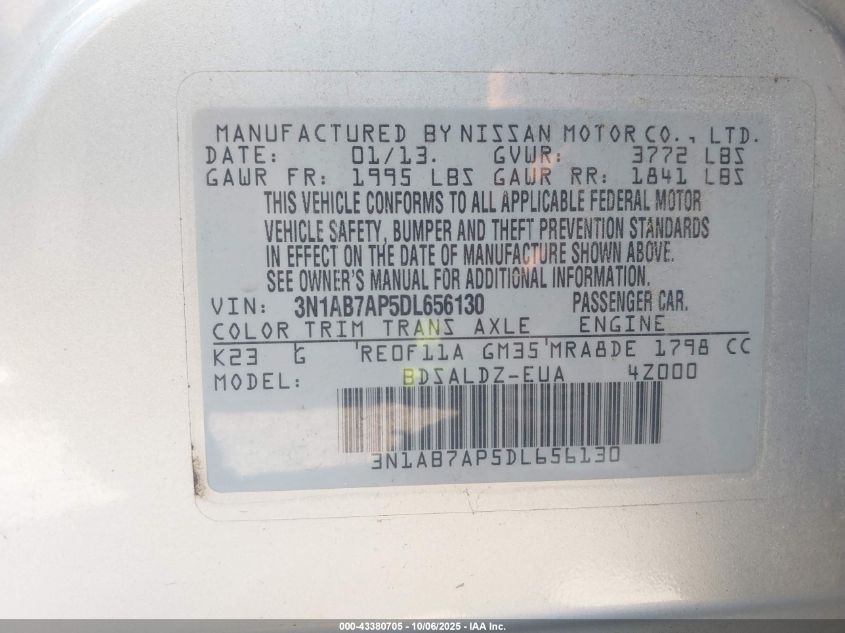 MANUFACTURED BY NISSAN MOTOR CO., LTD.
DATE: 01/13. GVWR: 3772 LBS
GAWR FR: 1995 LBS GAWR RR: 1841 LBS
THIS VEHICLE CONFORMS TO ALL APPLICABLE FEDERAL MOTOR
VEHICLE SAFETY, BUMPER AND THEFT PREVENTION STANDARDS
IN EFFECT ON THE DATE OF MANUFACTURE SHOWN ABOVE.
SEE OWNER'S MANUAL FOR ADDITIONAL INFORMATION.
VIN: 3N1AB7AP5DL656130 PASSENGER CAR.
COLOR TRIM TRANS AXLE ENGINE
K23 G 'RE0F11A GM35'MRA8DE 1798 CC
MODEL: BDSALDZ-EUA 4Z000
3N1AB7AP5DL656130
000-43380705 - 10/06/2025 - IAA Inc.